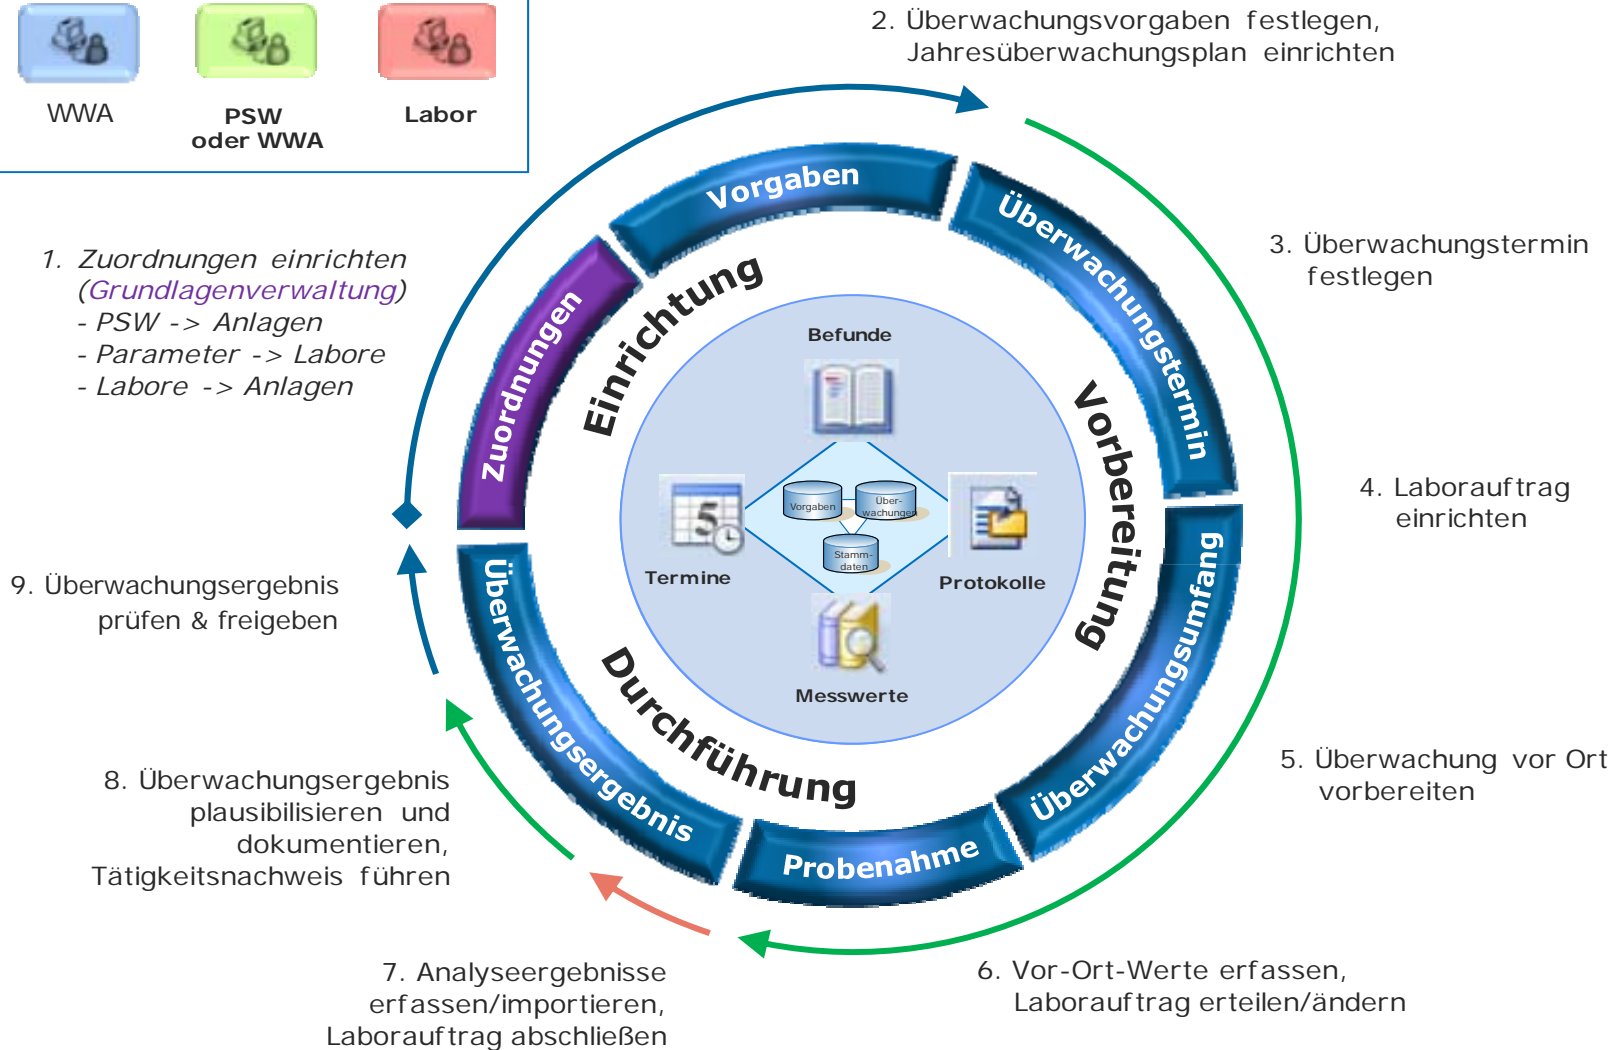 WWA
PSW
oder WWA
Labor
1. Zuordnungen einrichten
(Grundlagenverwaltung)
- PSW -> Anlagen
- Parameter -> Labore
- Labore -> Anlagen
2. Überwachungsvorgaben festlegen,
Jahresüberwachungsplan einrichten
3. Überwachungstermin
festlegen
4. Laborauftrag
einrichten
5. Überwachung vor Ort
vorbereiten
6. Vor-Ort-Werte erfassen,
Laborauftrag erteilen/ändern
7. Analyseergebnisse
erfassen/importieren,
Laborauftrag abschließen
8. Überwachungsergebnis
plausibilisieren und
dokumentieren,
Tätigkeitsnachweis führen
9. Überwachungsergebnis
prüfen & freigeben
Zuordnungen
Vorgaben
Überwachungstermin
Überwachungsumfang
Probenahme
Überwachungsergebnis
Einrichtung
Vorbereitung
Durchführung
Befunde
Termine
5
Protokolle
Messwerte
Vorgaben
Über-
wachungen
Stamm-
daten